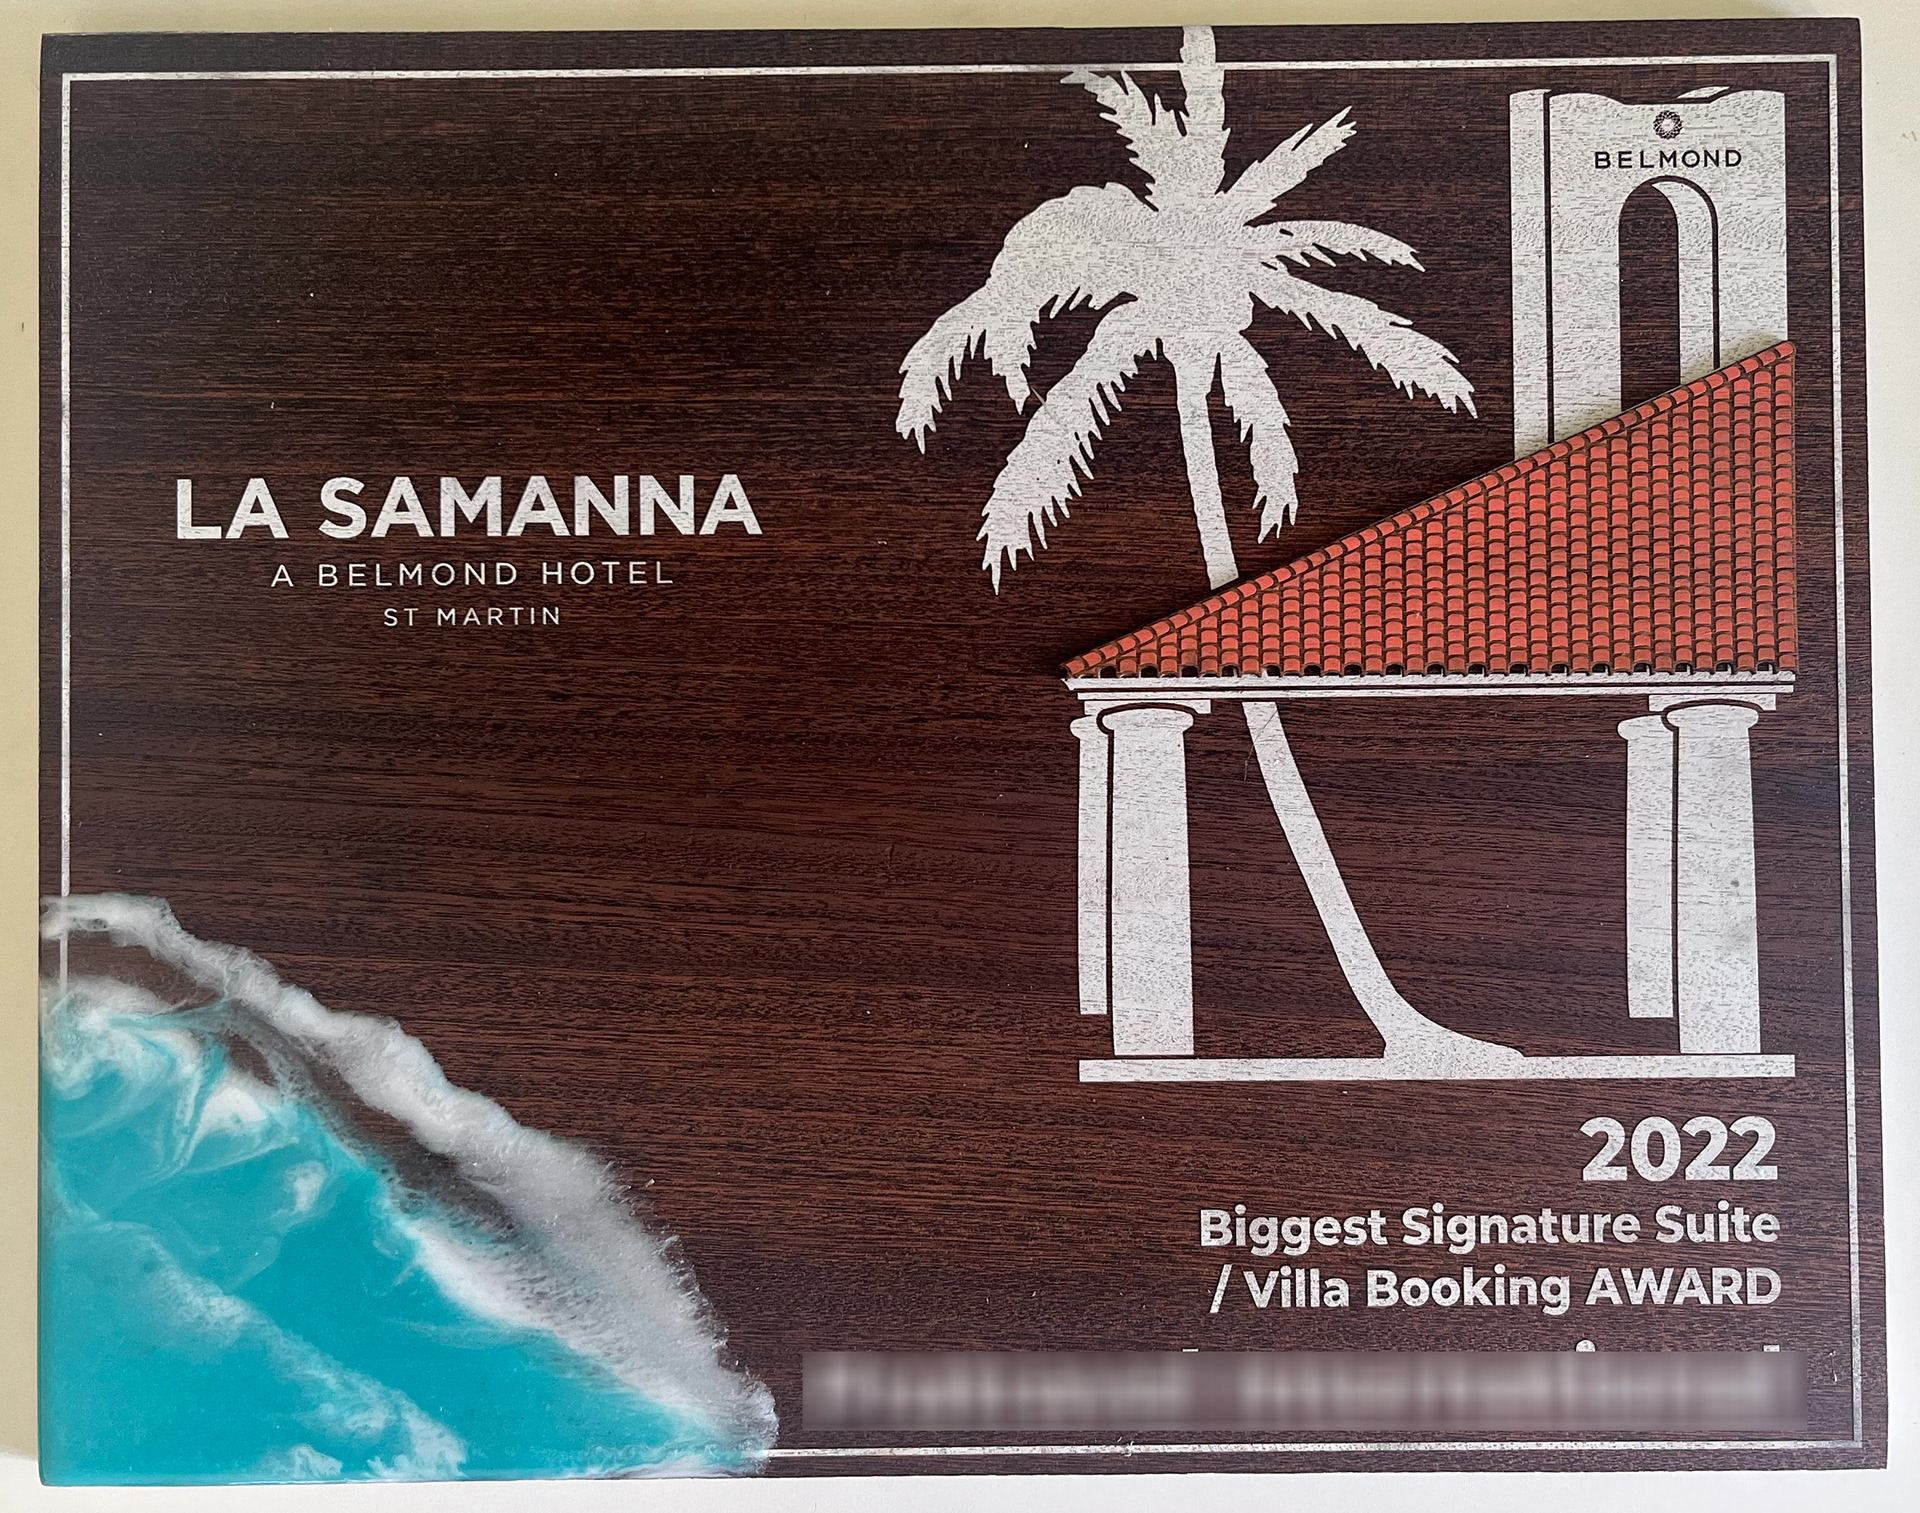 BELMOND
LA SAMANNA
A BELMOND HOTEL
ST MARTIN
2022
Biggest Signature Suite
/ Villa Booking AWARD